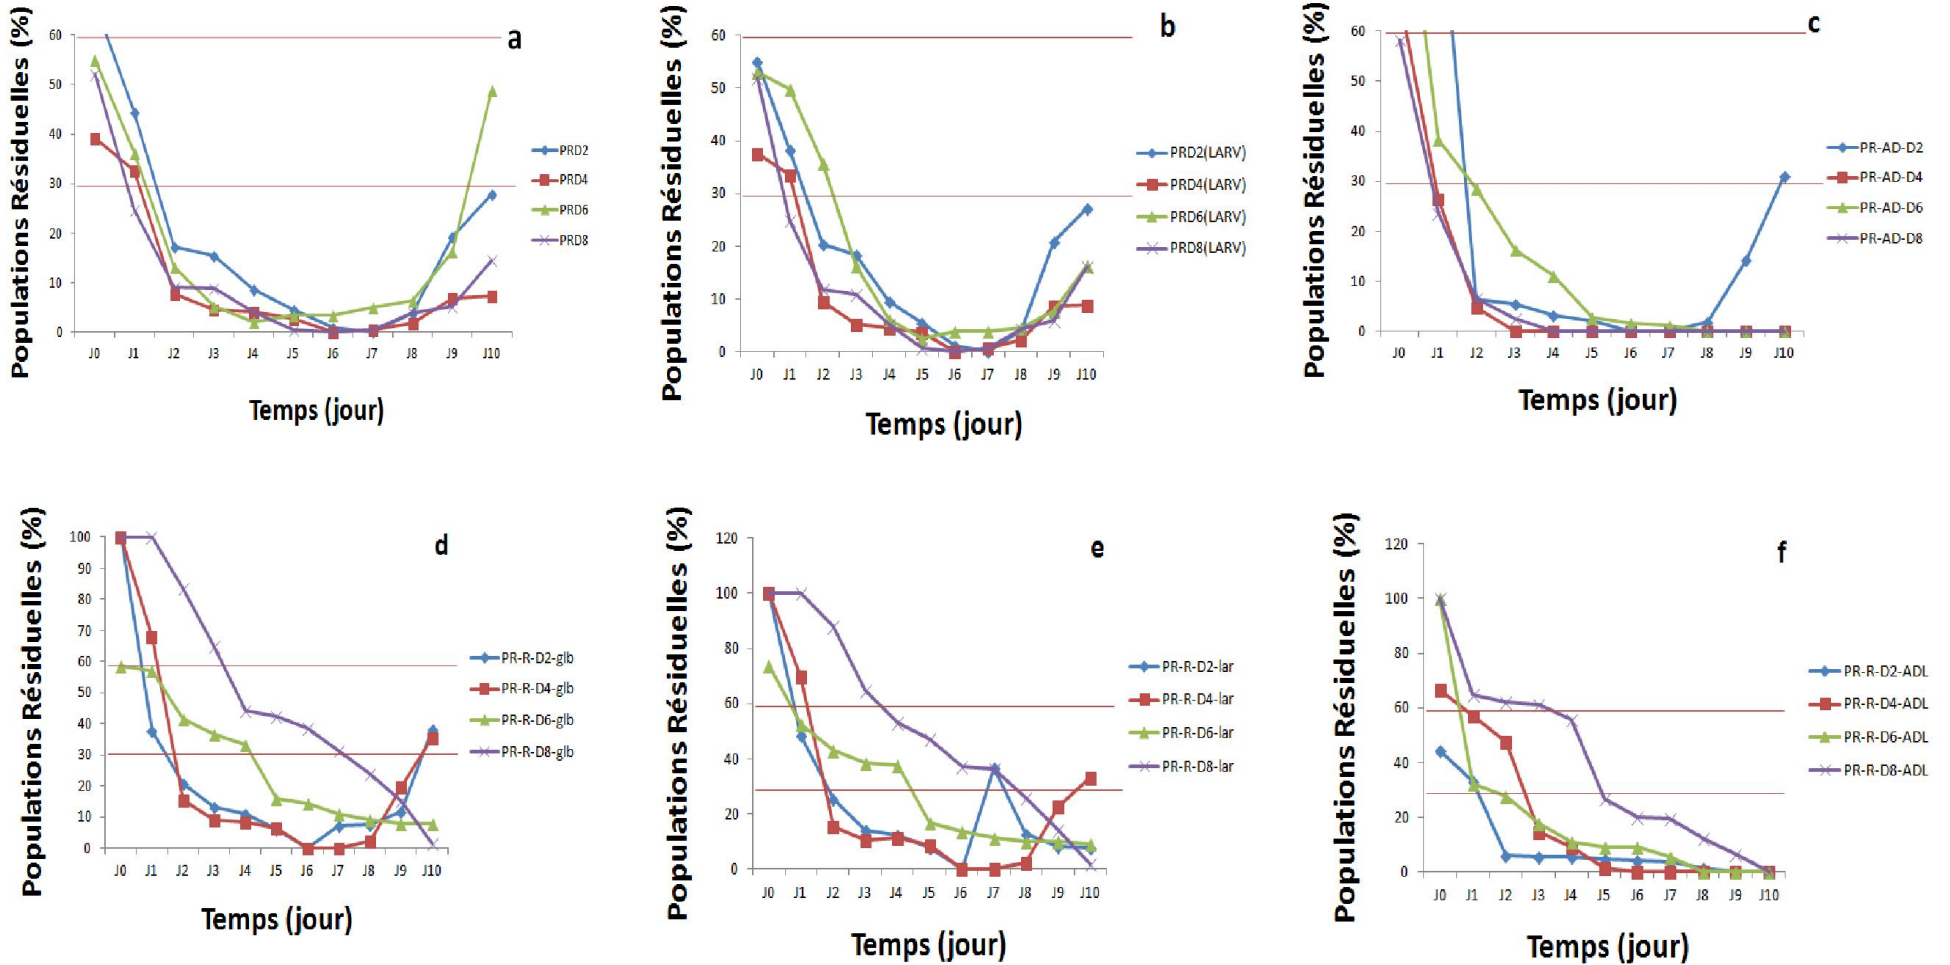 Populations Résiduelles (%)
60
50
40
30
20
10
0
J0 J1 J2 J3 J4 J5 J6 J7 J8 J9 J10
Temps (jour)
a
PRD2
PRD4
PRD6
PRD8
Populations Résiduelles (%)
60
50
40
30
20
10
0
J0 J1 J2 J3 J4 J5 J6 J7 J8 J9 J10
Temps (jour)
b
PRD2(LARV)
PRD4(LARV)
PRD6(LARV)
PRD8(LARV)
Populations Résiduelles (%)
60
50
40
30
20
10
0
J0 J1 J2 J3 J4 J5 J6 J7 J8 J9 J10
Temps (jour)
c
PR-AD-D2
PR-AD-D4
PR-AD-D6
PR-AD-D8
Populations Résiduelles (%)
100
90
80
70
60
50
40
30
20
10
0
J0 J1 J2 J3 J4 J5 J6 J7 J8 J9 J10
Temps (jour)
d
PR-R-D2-glb
PR-R-D4-glb
PR-R-D6-glb
PR-R-D8-glb
Populations Résiduelles (%)
120
100
80
60
40
20
0
J0 J1 J2 J3 J4 J5 J6 J7 J8 J9 J10
Temps (jour)
e
PR-R-D2-lar
PR-R-D4-lar
PR-R-D6-lar
PR-R-D8-lar
Populations Résiduelles (%)
120
100
80
60
40
20
0
J0 J1 J2 J3 J4 J5 J6 J7 J8 J9 J10
Temps (jour)
f
PR-R-D2-ADL
PR-R-D4-ADL
PR-R-D6-ADL
PR-R-D8-ADL